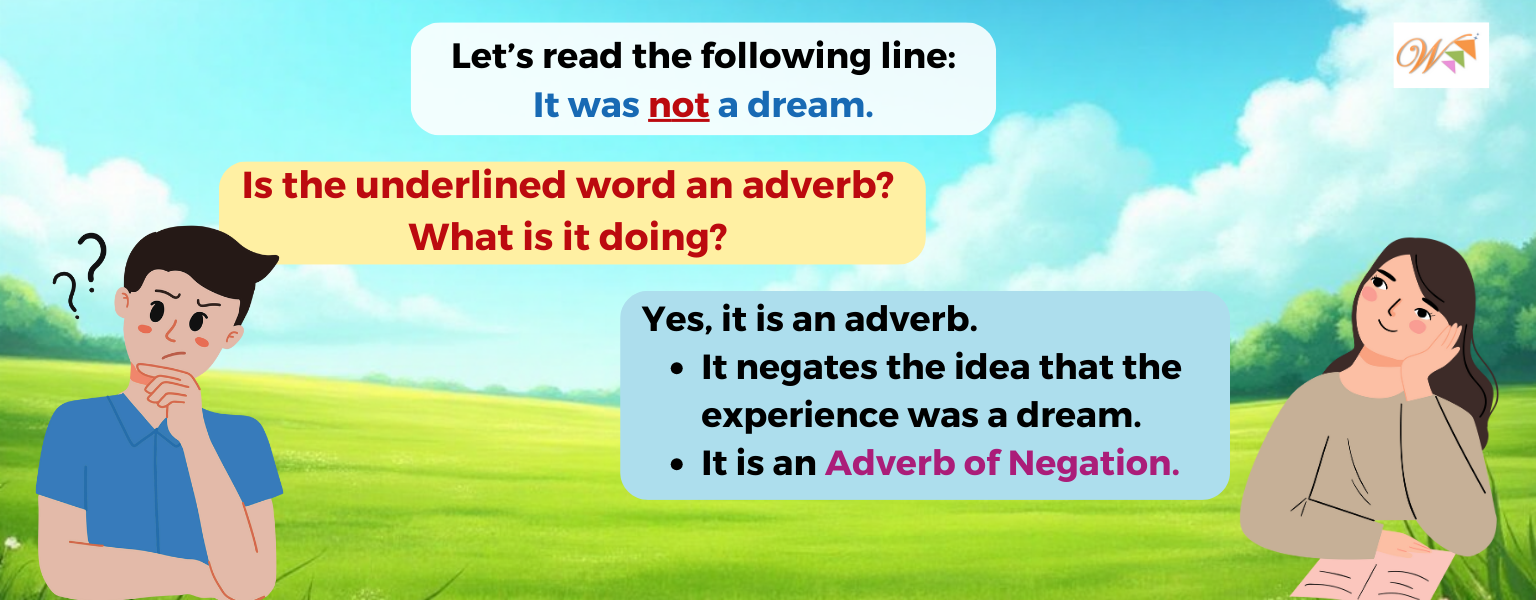 Let's read the following line:
It was not a dream.
W
Is the underlined word an adverb?
What is it doing?
? ?
Yes, it is an adverb.
• It negates the idea that the
experience was a dream.
• It is an Adverb of Negation.